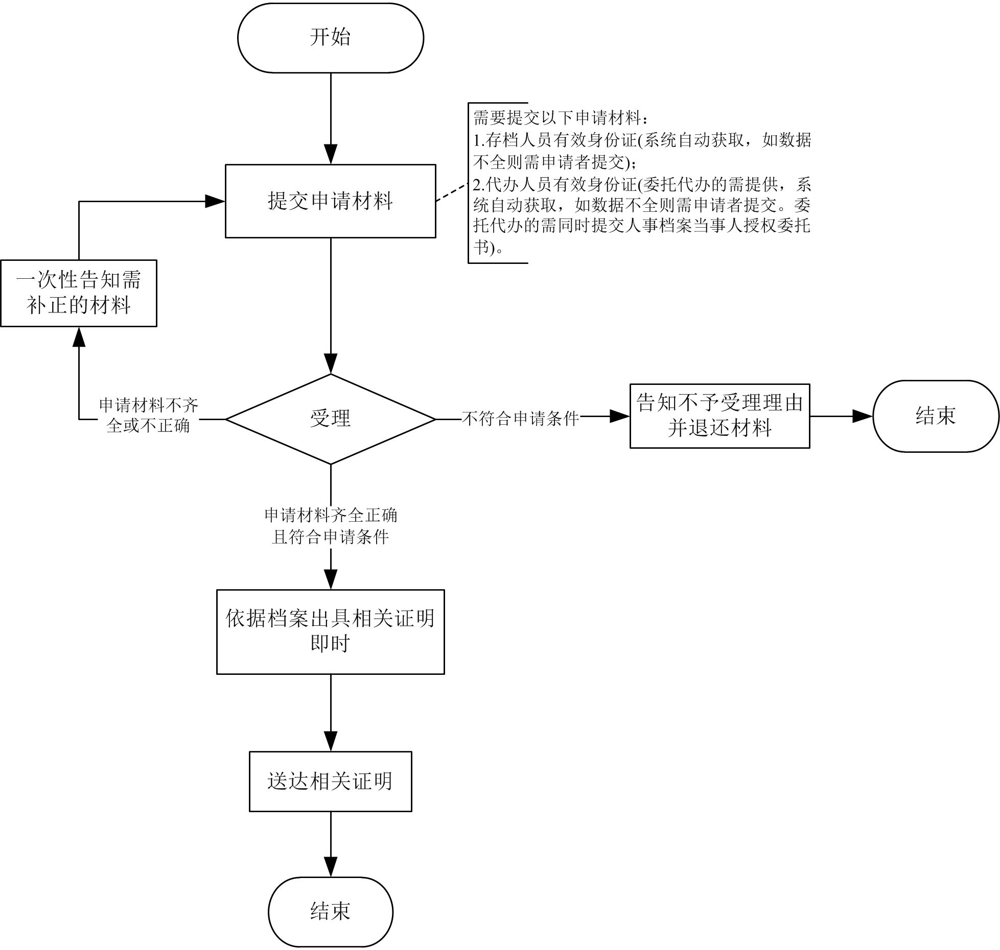 开始
需要提交以下申请材料：
1.存档人员有效身份证(系统自动获取，如数据
不全则需申请者提交)；
2.代办人员有效身份证(委托代办的需提供，系
统自动获取，如数据不全则需申请者提交。委
托代办的需同时提交人事档案当事人授权委托
书)。
提交申请材料
一次性告知需
补正的材料
申请材料不齐
全或不正确
受理
不符合申请条件
告知不予受理理由
并退还材料
结束
申请材料齐全正确
且符合申请条件
依据档案出具相关证明
即时
送达相关证明
结束